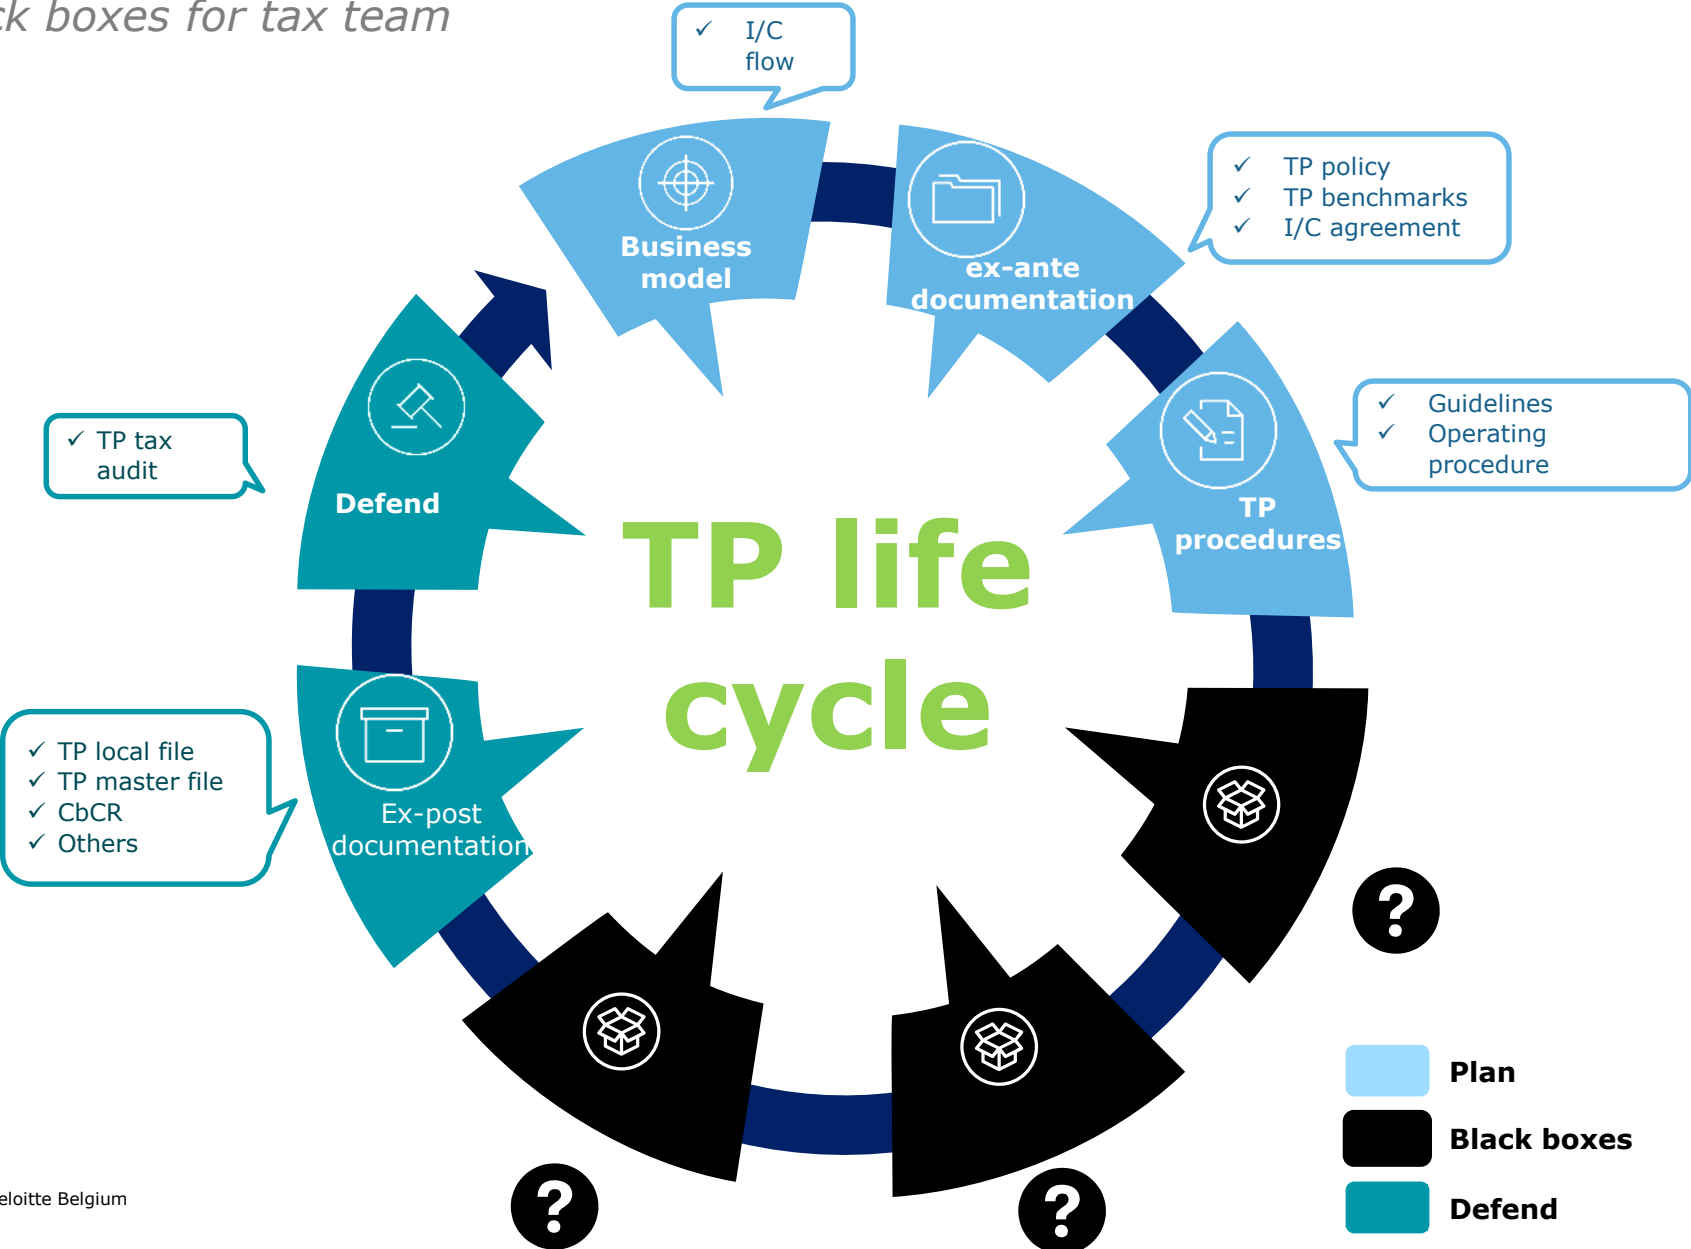 ck boxes for tax team
✓ I/C
flow
Business
model
ex-ante
documentation
✓ TP policy
✓ TP benchmarks
✓ I/C agreement
TP
procedures
✓ Guidelines
✓ Operating
procedure
TP life
cycle
?
?
?
Ex-post
documentation
✓ TP local file
✓ TP master file
✓ CbCR
✓ Others
Defend
✓ TP tax
audit
Plan
Black boxes
Defend
eloitte Belgium